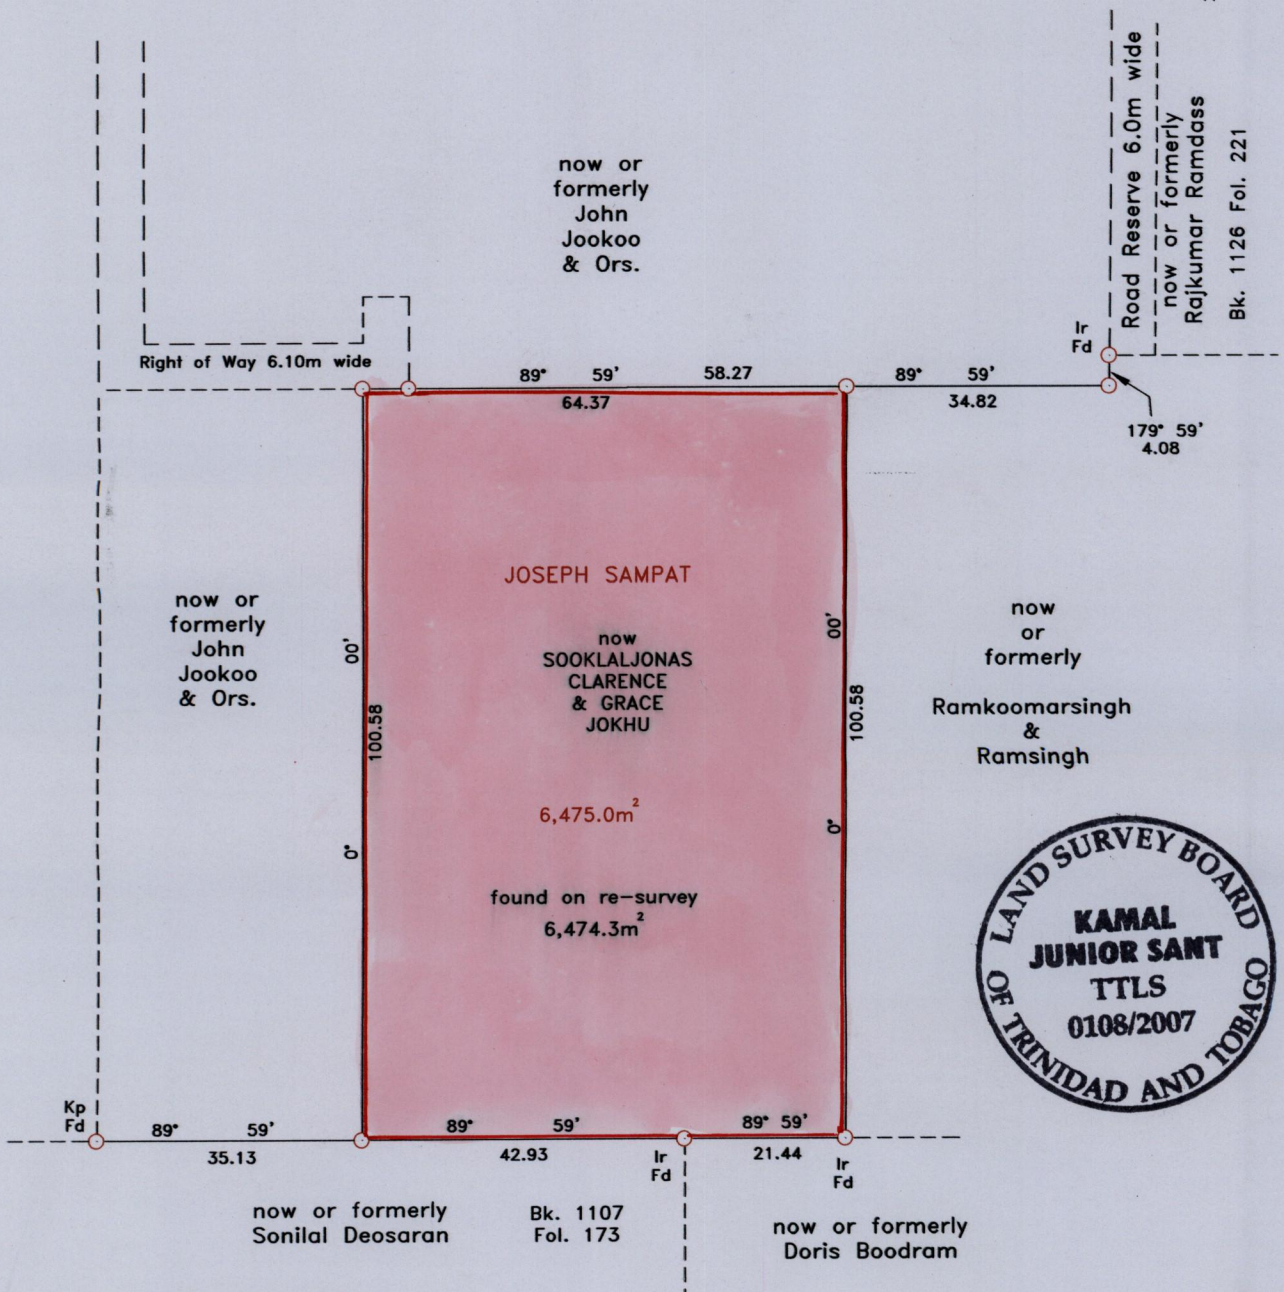 now or
formerly
John
Jookoo
& Ors.
Road Reserve 6.0m wide
now or formerly
Rajkumar Ramdass
Bk. 1126 Fol. 221
Ir
Fd
Right of Way 6.10m wide
89° 59' 58.27
64.37
89° 59'
34.82
179° 59'
4.08
JOSEPH SAMPAT
now
SOOKLALJONAS
CLARENCE
& GRACE
JOKHU
6,475.0m²
found on re-survey
6,474.3m²
now or
formerly
John
Jookoo
& Ors.
0° 00'
100.58
0° 00'
100.58
now
or
formerly
Ramkoomarsingh
&
Ramsingh
LAND SURVEY BOARD
OF TRINIDAD AND TOBAGO
KAMAL
JUNIOR SANT
TTLS
0108/2007
Kp
Fd
89° 59'
35.13
89° 59'
42.93
89° 59'
21.44
Ir
Fd
Ir
Fd
now or formerly
Sonilal Deosaran
Bk. 1107
Fol. 173
now or formerly
Doris Boodram